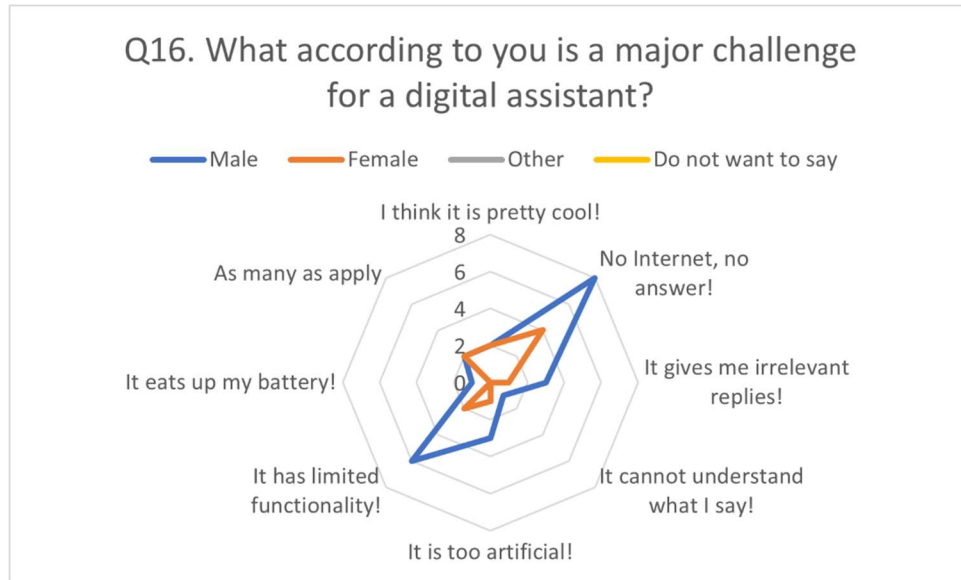 Q16. What according to you is a major challenge
for a digital assistant?
Male Female Other Do not want to say
I think it is pretty cool!
8
No Internet, no
answer!
As many as apply
6
4
2
It eats up my battery!
0
It gives me irrelevant
replies!
It has limited
functionality!
It cannot understand
what I say!
It is too artificial!